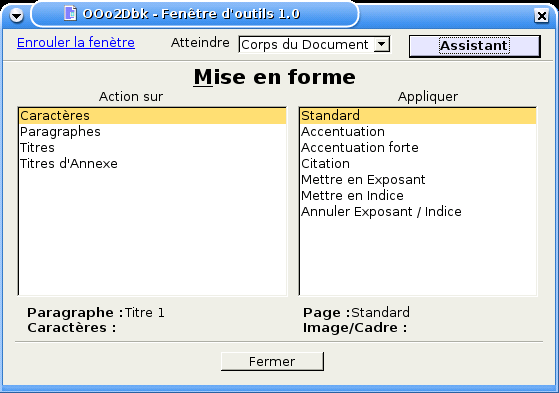 OOo2Dbk - Fenêtre d'outils 1.0
Enrouler la fenêtre Atteindre Corps du Document Assistant
Mise en forme
Action sur Appliquer
Caractères Standard
Paragraphes Accentuation
Titres Accentuation forte
Titres d'Annexe Citation
Mettre en Exposant
Mettre en Indice
Annuler Exposant / Indice
Paragraphe :Titre 1 Page :Standard
Caractères : Image/Cadre :
Fermer